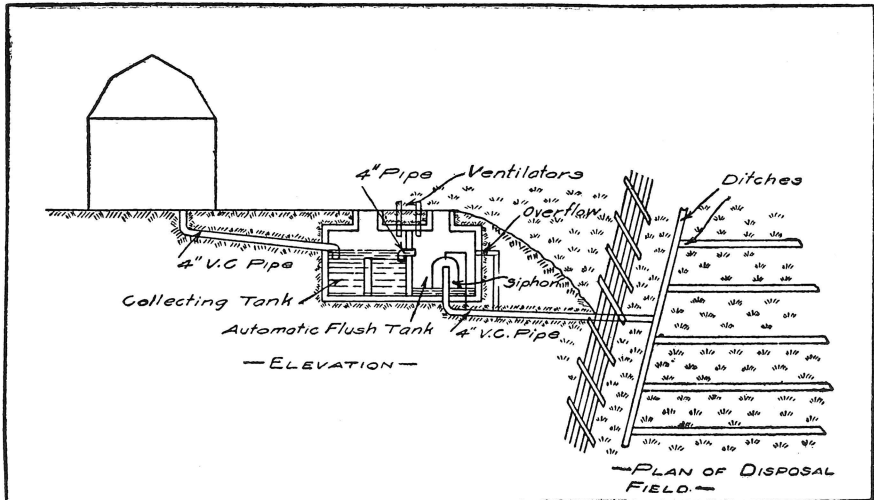 4" Pipe
Ventilators
Ditches
Overflow
4" V.C Pipe
Siphon
Collecting Tank
Automatic Flush Tank
4" V.C. Pipe
—ELEVATION—
—PLAN OF DISPOSAL
FIELD.—